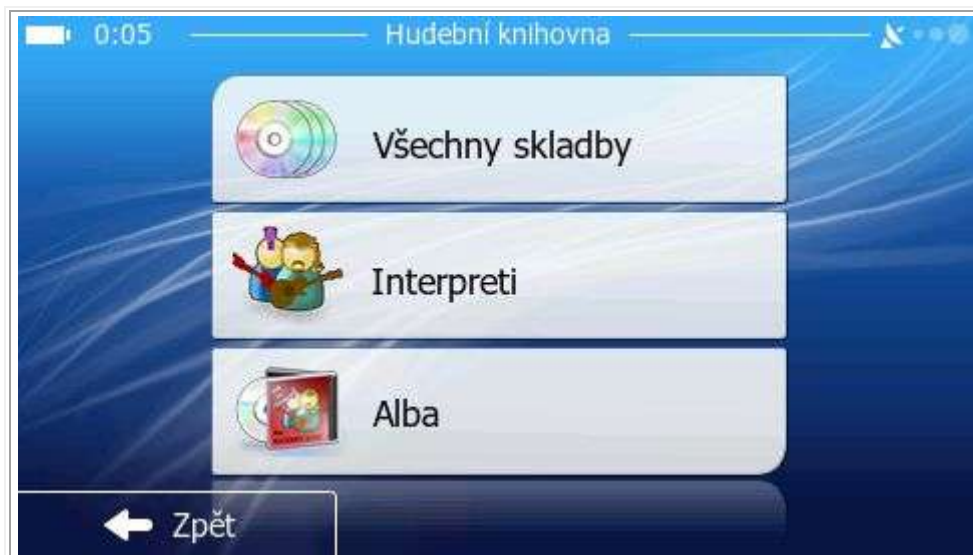 0:05 Hudební knihovna
Všechny skladby
Interpreti
Alba
Zpět